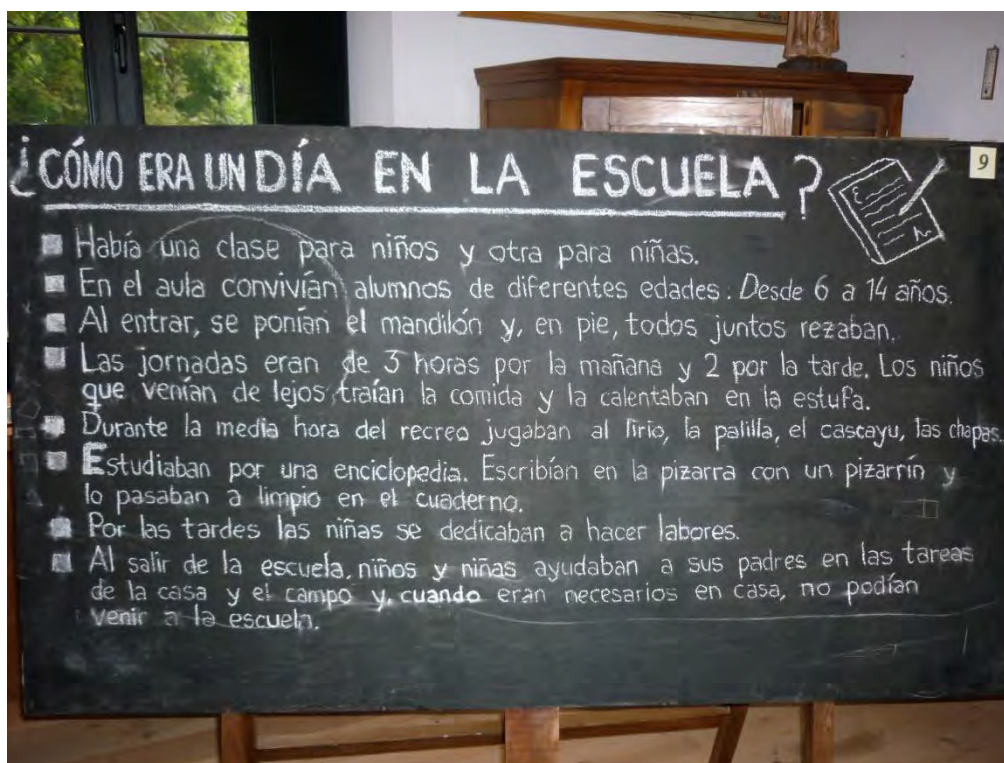 ¿CÓMO ERA UN DÍA EN LA ESCUELA?
9
Había una clase para niños y otra para niñas.
En el aula convivían alumnos de diferentes edades. Desde 6 a 14 años.
Al entrar, se ponían el mandilón y, en pie, todos juntos rezaban.
Las jornadas eran de 3 horas por la mañana y 2 por la tarde. Los niños
que venían de lejos, traían la comida y la calentaban en la estufa.
Durante la media hora del recreo jugaban al lirio, la palilla, el cascayu, las chapas.
Estudiaban por una enciclopedia. Escribían en la pizarra con un pizarrín y
lo pasaban a limpio en el cuaderno.
Por las tardes las niñas se dedicaban a hacer labores.
Al salir de la escuela, niños y niñas ayudaban a sus padres en las tareas
de la casa y el campo y, cuando eran necesarios en casa, no podían
venir a la escuela.